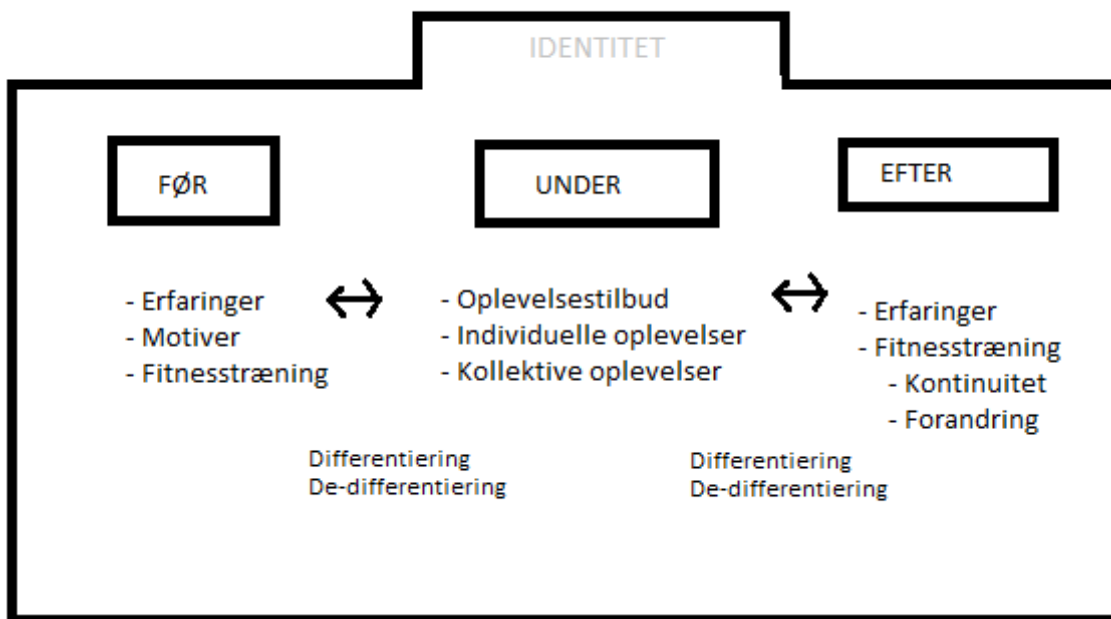 IDENTITET
FØR
UNDER
EFTER
- Erfaringer
- Motiver
- Fitnesstræning
- Oplevelsestilbud
- Individuelle oplevelser
- Kollektive oplevelser
- Erfaringer
- Fitnesstræning
- Kontinuitet
- Forandring
Differentiering
De-differentiering
Differentiering
De-differentiering